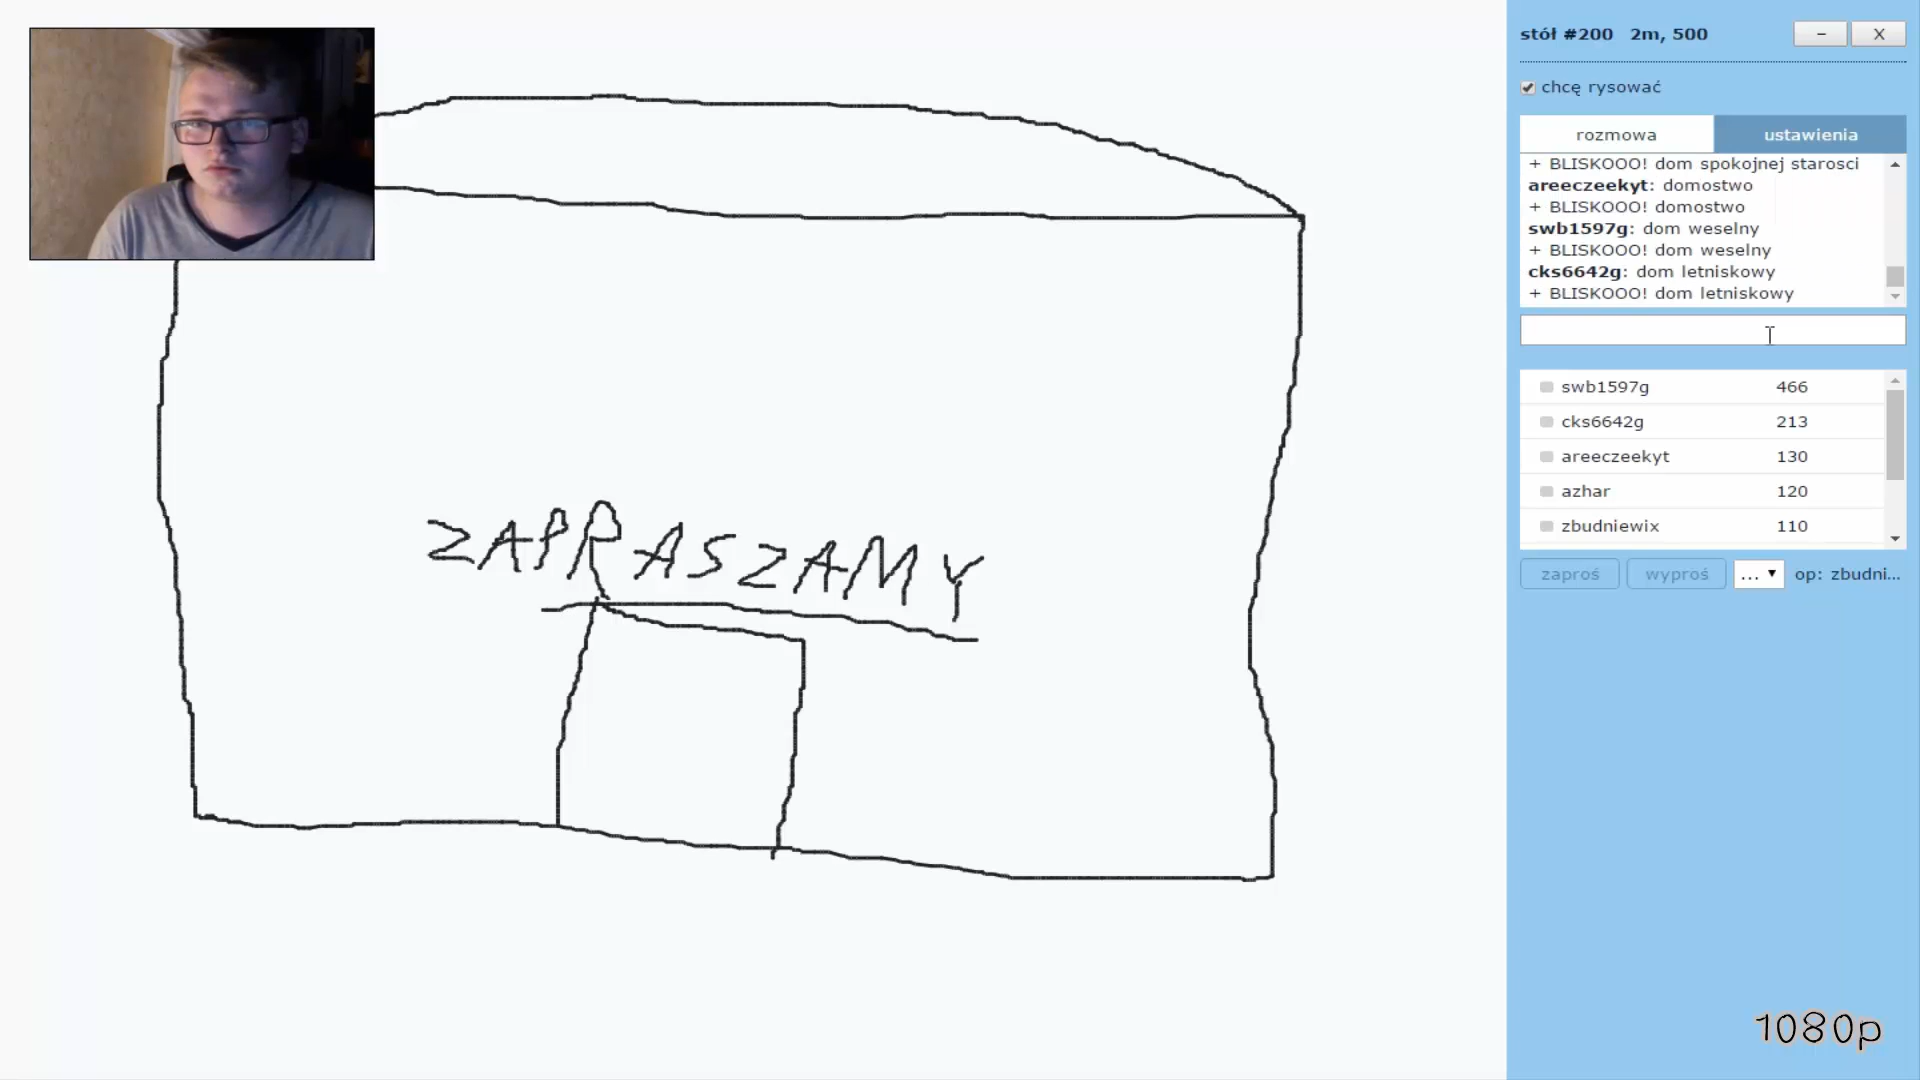 stół #200 2m, 500
– X
chcę rysować
rozmowa ustawienia
+ BLISKOOO! dom spokojnej starosci
areeczeekyt: domostwo
+ BLISKOOO! domostwo
swb1597g: dom weselny
+ BLISKOOO! dom weselny
cks6642g: dom letniskowy
+ BLISKOOO! dom letniskowy
swb1597g 466
cks6642g 213
areeczeekyt 130
azhar 120
zbudniewix 110
zaproś wyproś ... op: zbudni...
ZAPRASZAMY
1080p